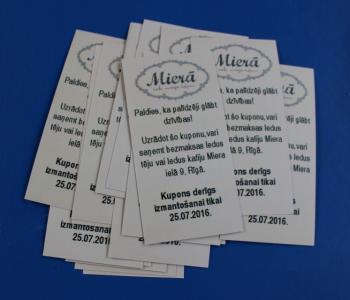 Mierā
Paldies, ka palīdzēji glābt
dzīvības!
Uzrādot šo kuponu, vari
saņemt bezmaksas ledus
tēju vai ledus kafiju Miera
ielā 9, Rīgā.
Kupons derīgs
izmantošanai tikai
25.07.2016.